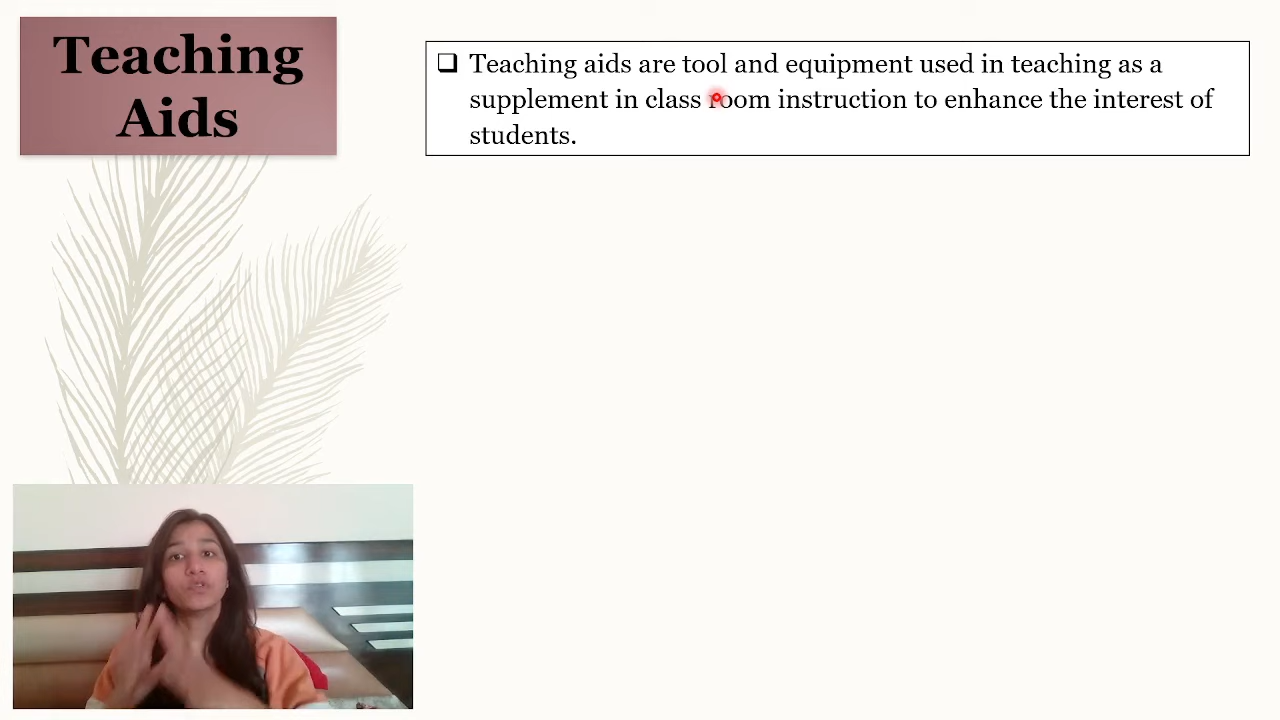 Teaching
Aids
Teaching aids are tool and equipment used in teaching as a
supplement in class room instruction to enhance the interest of
students.